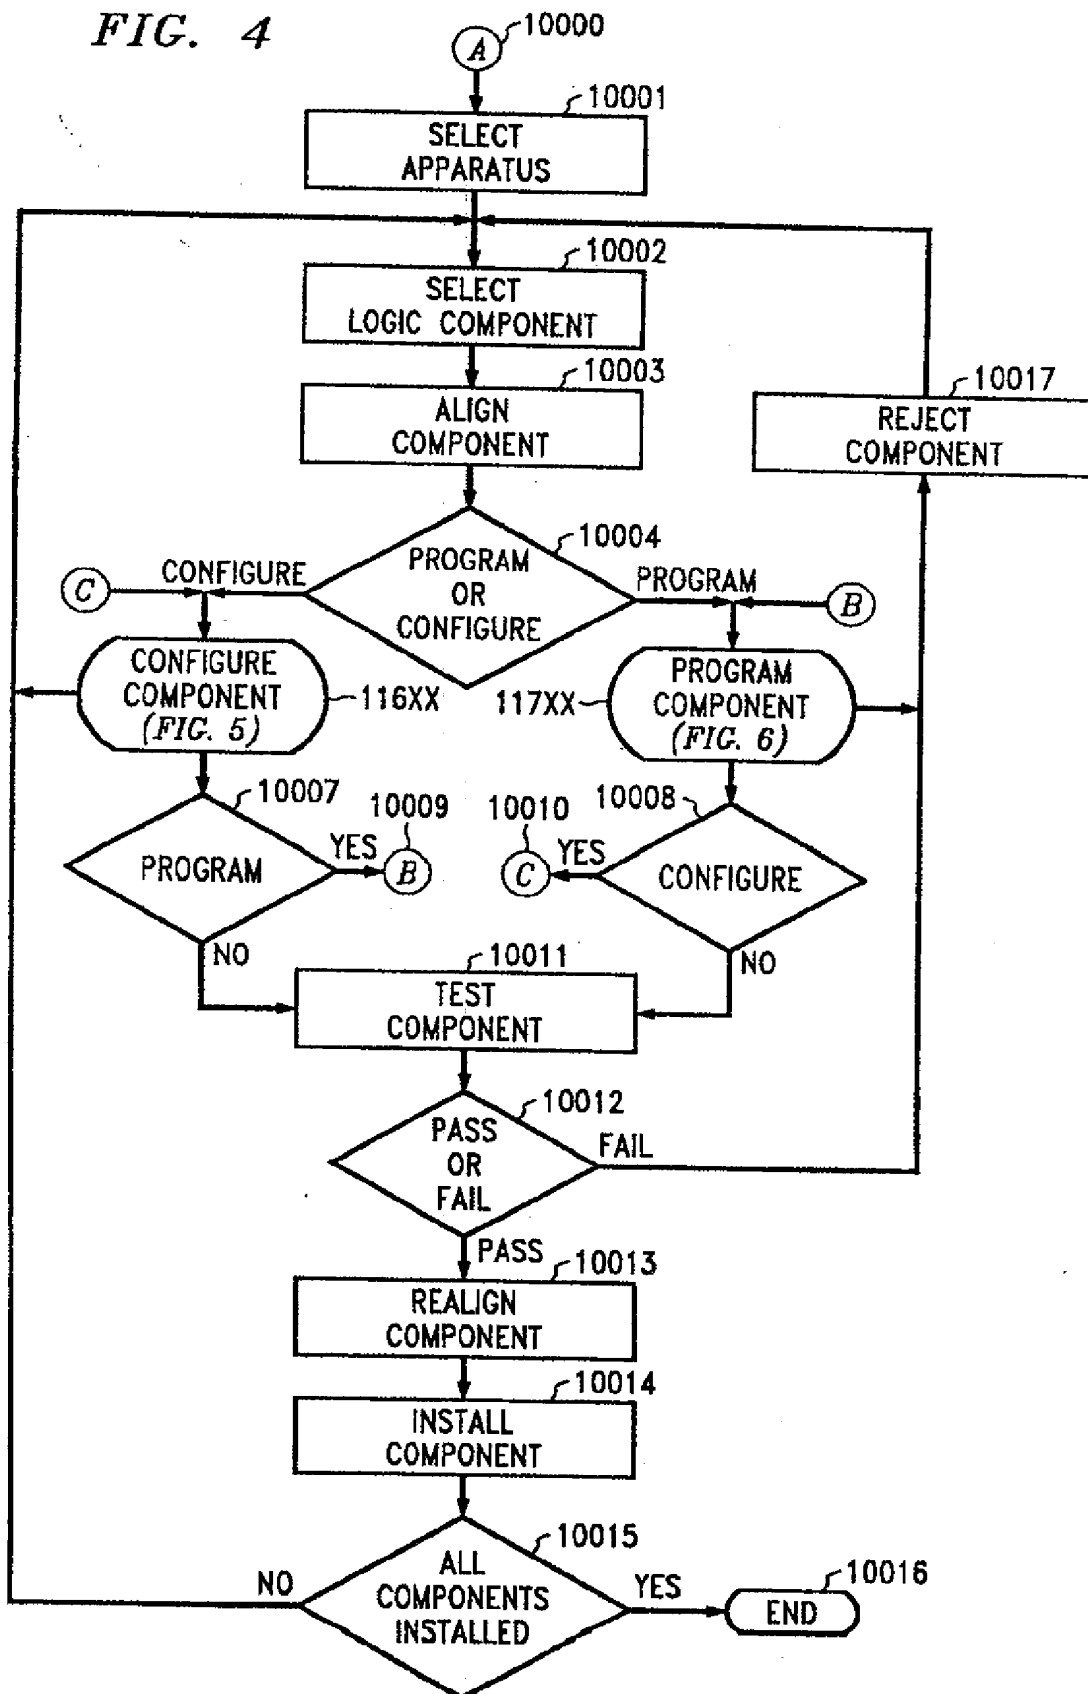 FIG. 4
A
10000
10001
SELECT
APPARATUS
10002
SELECT
LOGIC COMPONENT
10003
ALIGN
COMPONENT
10017
REJECT
COMPONENT
10004
PROGRAM
OR
CONFIGURE
CONFIGURE
PROGRAM
C
B
CONFIGURE
COMPONENT
(FIG. 5)
116XX
117XX
PROGRAM
COMPONENT
(FIG. 6)
10007
PROGRAM
YES
10009
B
10010
C
YES
10008
CONFIGURE
NO
NO
10011
TEST
COMPONENT
10012
PASS
OR
FAIL
FAIL
PASS
10013
REALIGN
COMPONENT
10014
INSTALL
COMPONENT
10015
ALL
COMPONENTS
INSTALLED
NO
YES
10016
END